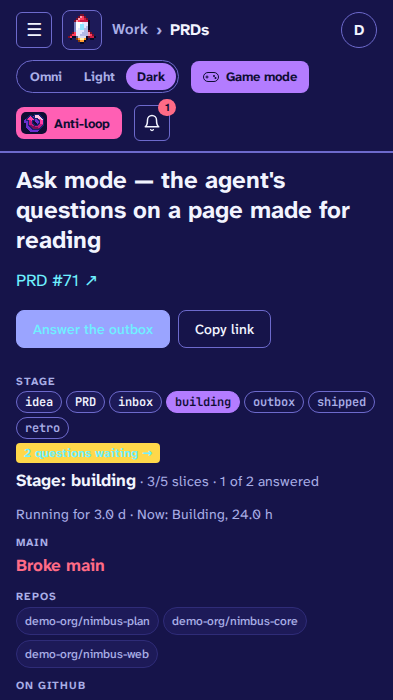 Work › PRDs
D
Omni Light Dark
Game mode
Anti-loop
1
Ask mode — the agent's
questions on a page made for
reading
PRD #71 ↗
Answer the outbox
Copy link
STAGE
idea PRD inbox building outbox shipped
retro
2 questions waiting →
Stage: building · 3/5 slices · 1 of 2 answered
Running for 3.0 d · Now: Building, 24.0 h
MAIN
Broke main
REPOS
demo-org/nimbus-plan demo-org/nimbus-core
demo-org/nimbus-web
ON GITHUB